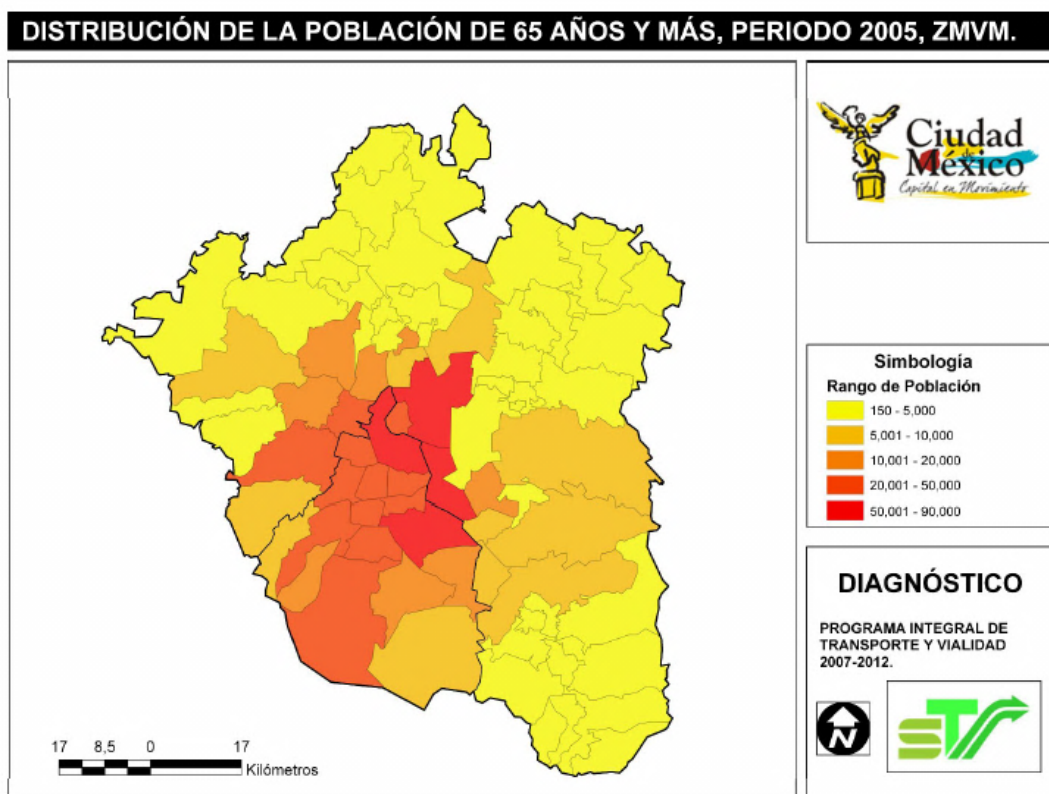 DISTRIBUCIÓN DE LA POBLACIÓN DE 65 AÑOS Y MÁS, PERIODO 2005, ZMVM.
Ciudad
de
México
Capital en Movimiento
Simbología
Rango de Población
150 - 5,000
5,001 - 10,000
10,001 - 20,000
20,001 - 50,000
50,001 - 90,000
DIAGNÓSTICO
PROGRAMA INTEGRAL DE
TRANSPORTE Y VIALIDAD
2007-2012.
N
STV
17 8,5 0 17
Kilómetros